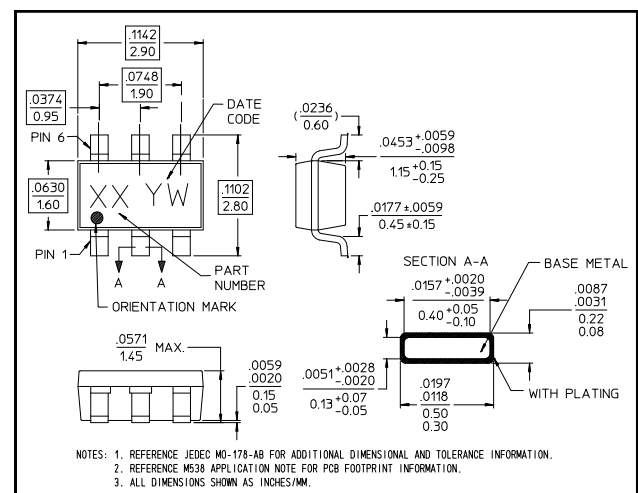 .1142
2.90
.0748
1.90
.0374
0.95
DATE
CODE
PIN 6
XX YW
.0630
1.60
.1102
2.80
PIN 1
A A
PART
NUMBER
ORIENTATION MARK
(.0236
0.60)
.0453 +.0059
-.0098
1.15 +0.15
-0.25
.0177 ±.0059
0.45 ±0.15
SECTION A-A
BASE METAL
.0157 +.0020
-.0039
0.40 +0.05
-0.10
.0087
.0031
0.22
0.08
.0571
1.45 MAX.
.0059
.0020
0.15
0.05
.0051 +.0028
-.0020
0.13 +0.07
-0.05
.0197
.0118
0.50
0.30
WITH PLATING
NOTES: 1. REFERENCE JEDEC MO-178-AB FOR ADDITIONAL DIMENSIONAL AND TOLERANCE INFORMATION.
2. REFERENCE M538 APPLICATION NOTE FOR PCB FOOTPRINT INFORMATION.
3. ALL DIMENSIONS SHOWN AS INCHES/MM.